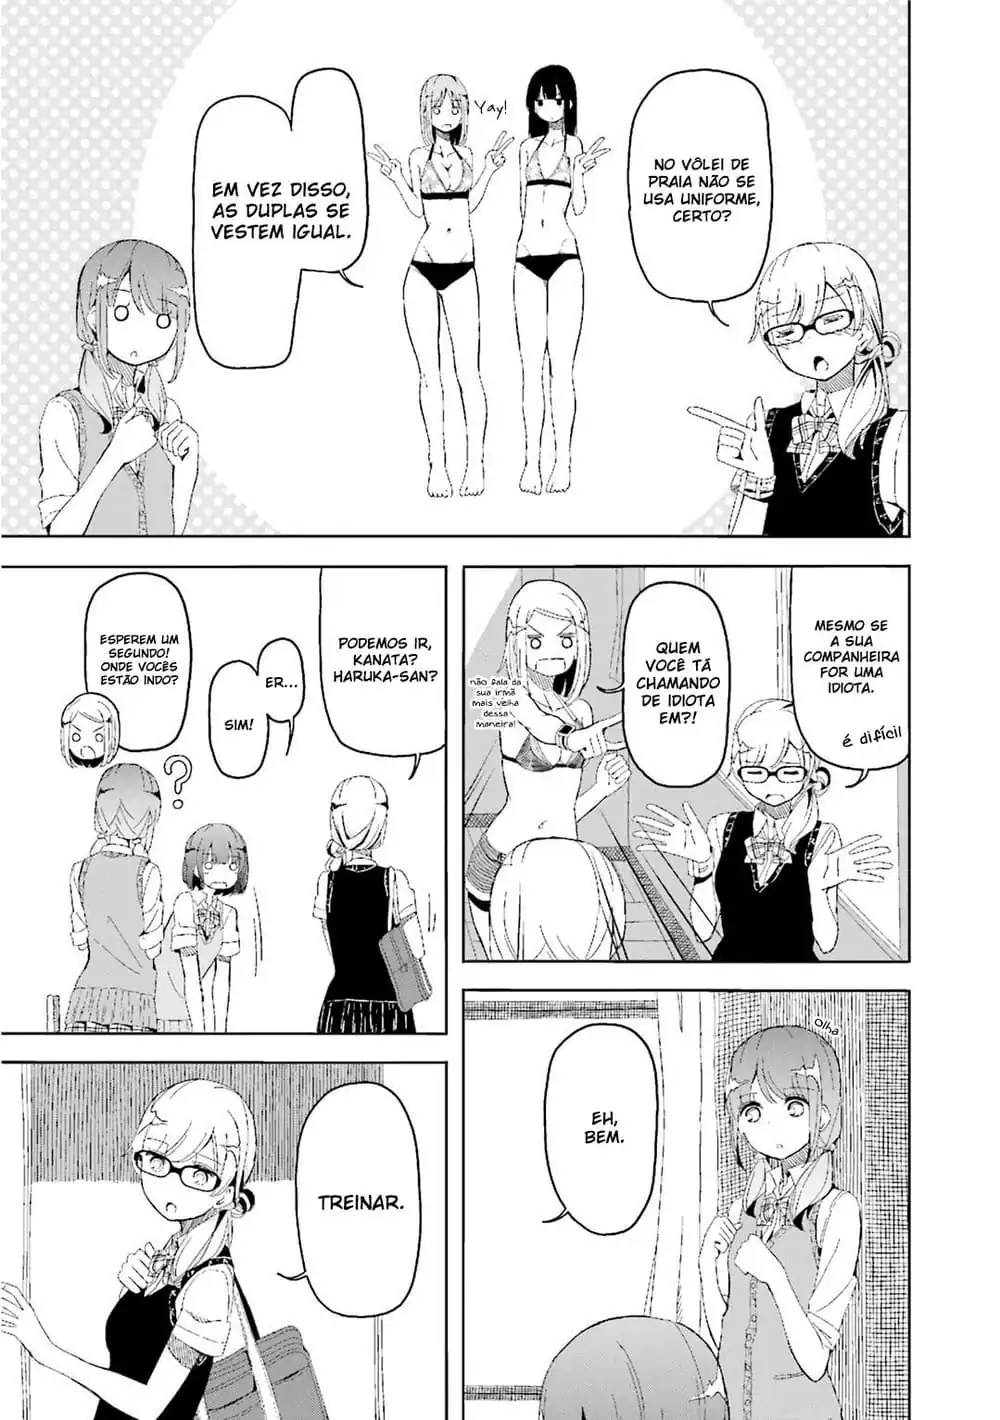 NO VÔLEI DE
PRAIA NÃO SE
USA UNIFORME,
CERTO?
Yay!
EM VEZ DISSO,
AS DUPLAS SE
VESTEM IGUAL.
MESMO SE
A SUA
COMPANHEIRA
FOR UMA
IDIOTA.
é difícil
QUEM
VOCÊ TÁ
CHAMANDO
DE IDIOTA
EM?!
não fala da
sua irmã
mais velha
dessa
maneira!
PODEMOS IR,
KANATA?
HARUKA-SAN?
ER...
SIM!
ESPEREM UM
SEGUNDO!
ONDE VOCÊS
ESTÃO INDO?
?
olha
EH,
BEM.
TREINAR.